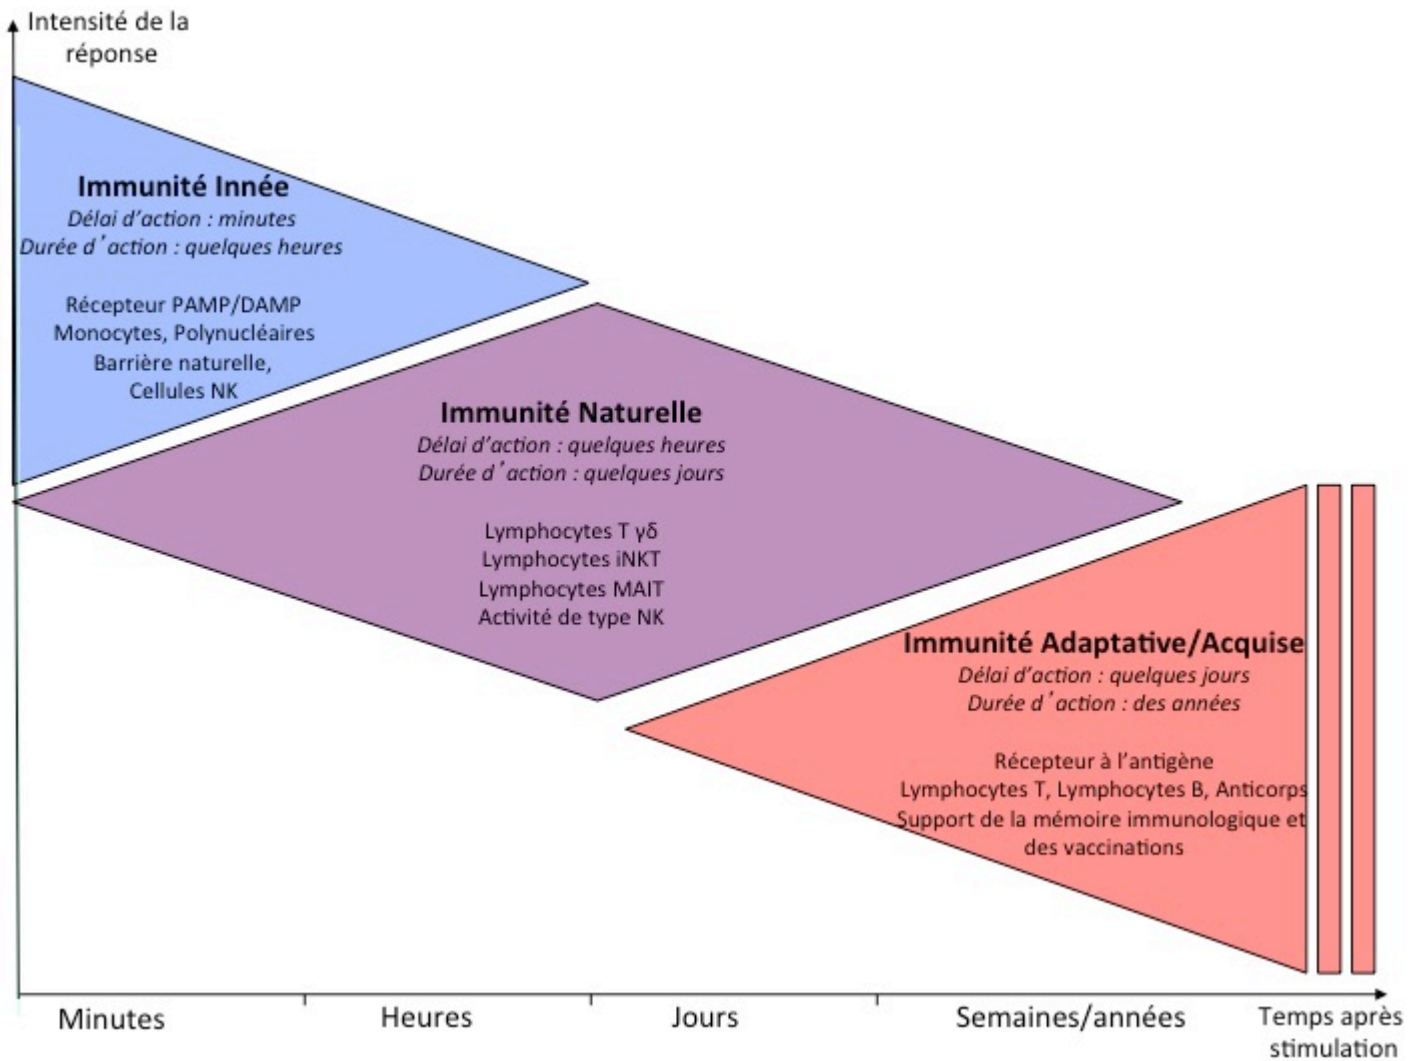 Intensité de la
réponse
Immunité Innée
Délai d'action : minutes
Durée d'action : quelques heures
Récepteur PAMP/DAMP
Monocytes, Polynucléaires
Barrière naturelle,
Cellules NK
Immunité Naturelle
Délai d'action : quelques heures
Durée d'action : quelques jours
Lymphocytes T γδ
Lymphocytes iNKT
Lymphocytes MAIT
Activité de type NK
Immunité Adaptative/Acquise
Délai d'action : quelques jours
Durée d'action : des années
Récepteur à l'antigène
Lymphocytes T, Lymphocytes B, Anticorps
Support de la mémoire immunologique et
des vaccinations
Minutes
Heures
Jours
Semaines/années
Temps après
stimulation